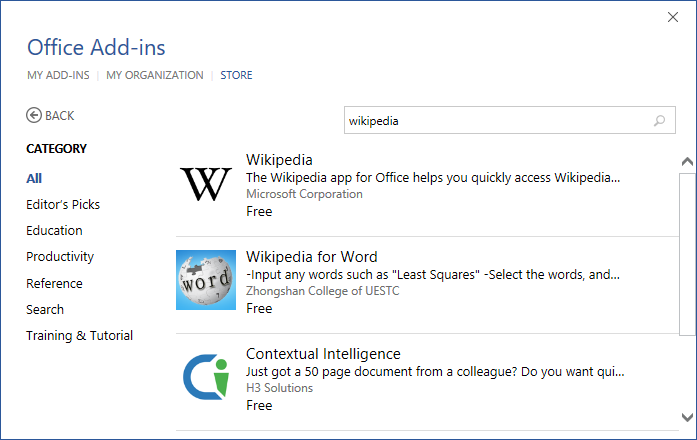 Office Add-ins
MY ADD-INS | MY ORGANIZATION | STORE
BACK
wikipedia
CATEGORY
All
Editor's Picks
Education
Productivity
Reference
Search
Training & Tutorial
W
Wikipedia
The Wikipedia app for Office helps you quickly access Wikipedia...
Microsoft Corporation
Free
word
Wikipedia for Word
-Input any words such as "Least Squares" -Select the words, and...
Zhongshan College of UESTC
Free
Contextual Intelligence
Just got a 50 page document from a colleague? Do you want qui...
H3 Solutions
Free